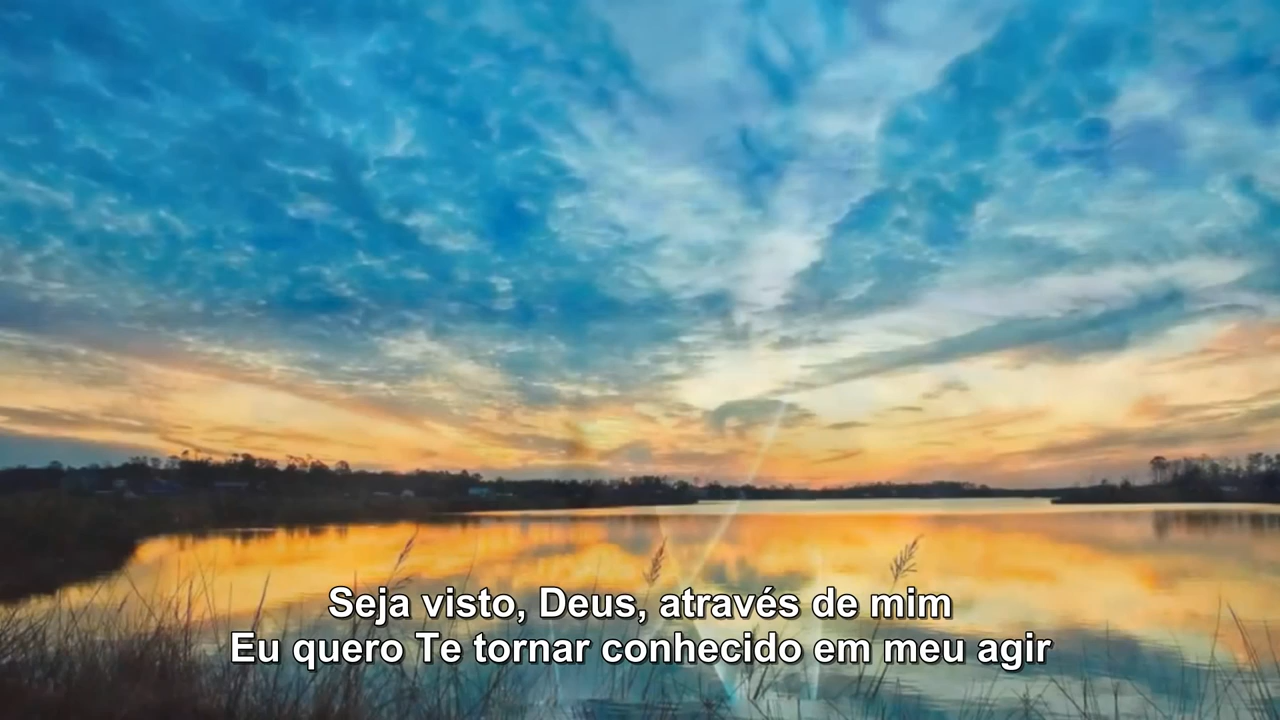 Seja visto, Deus, através de mim
Eu quero Te tornar conhecido em meu agir